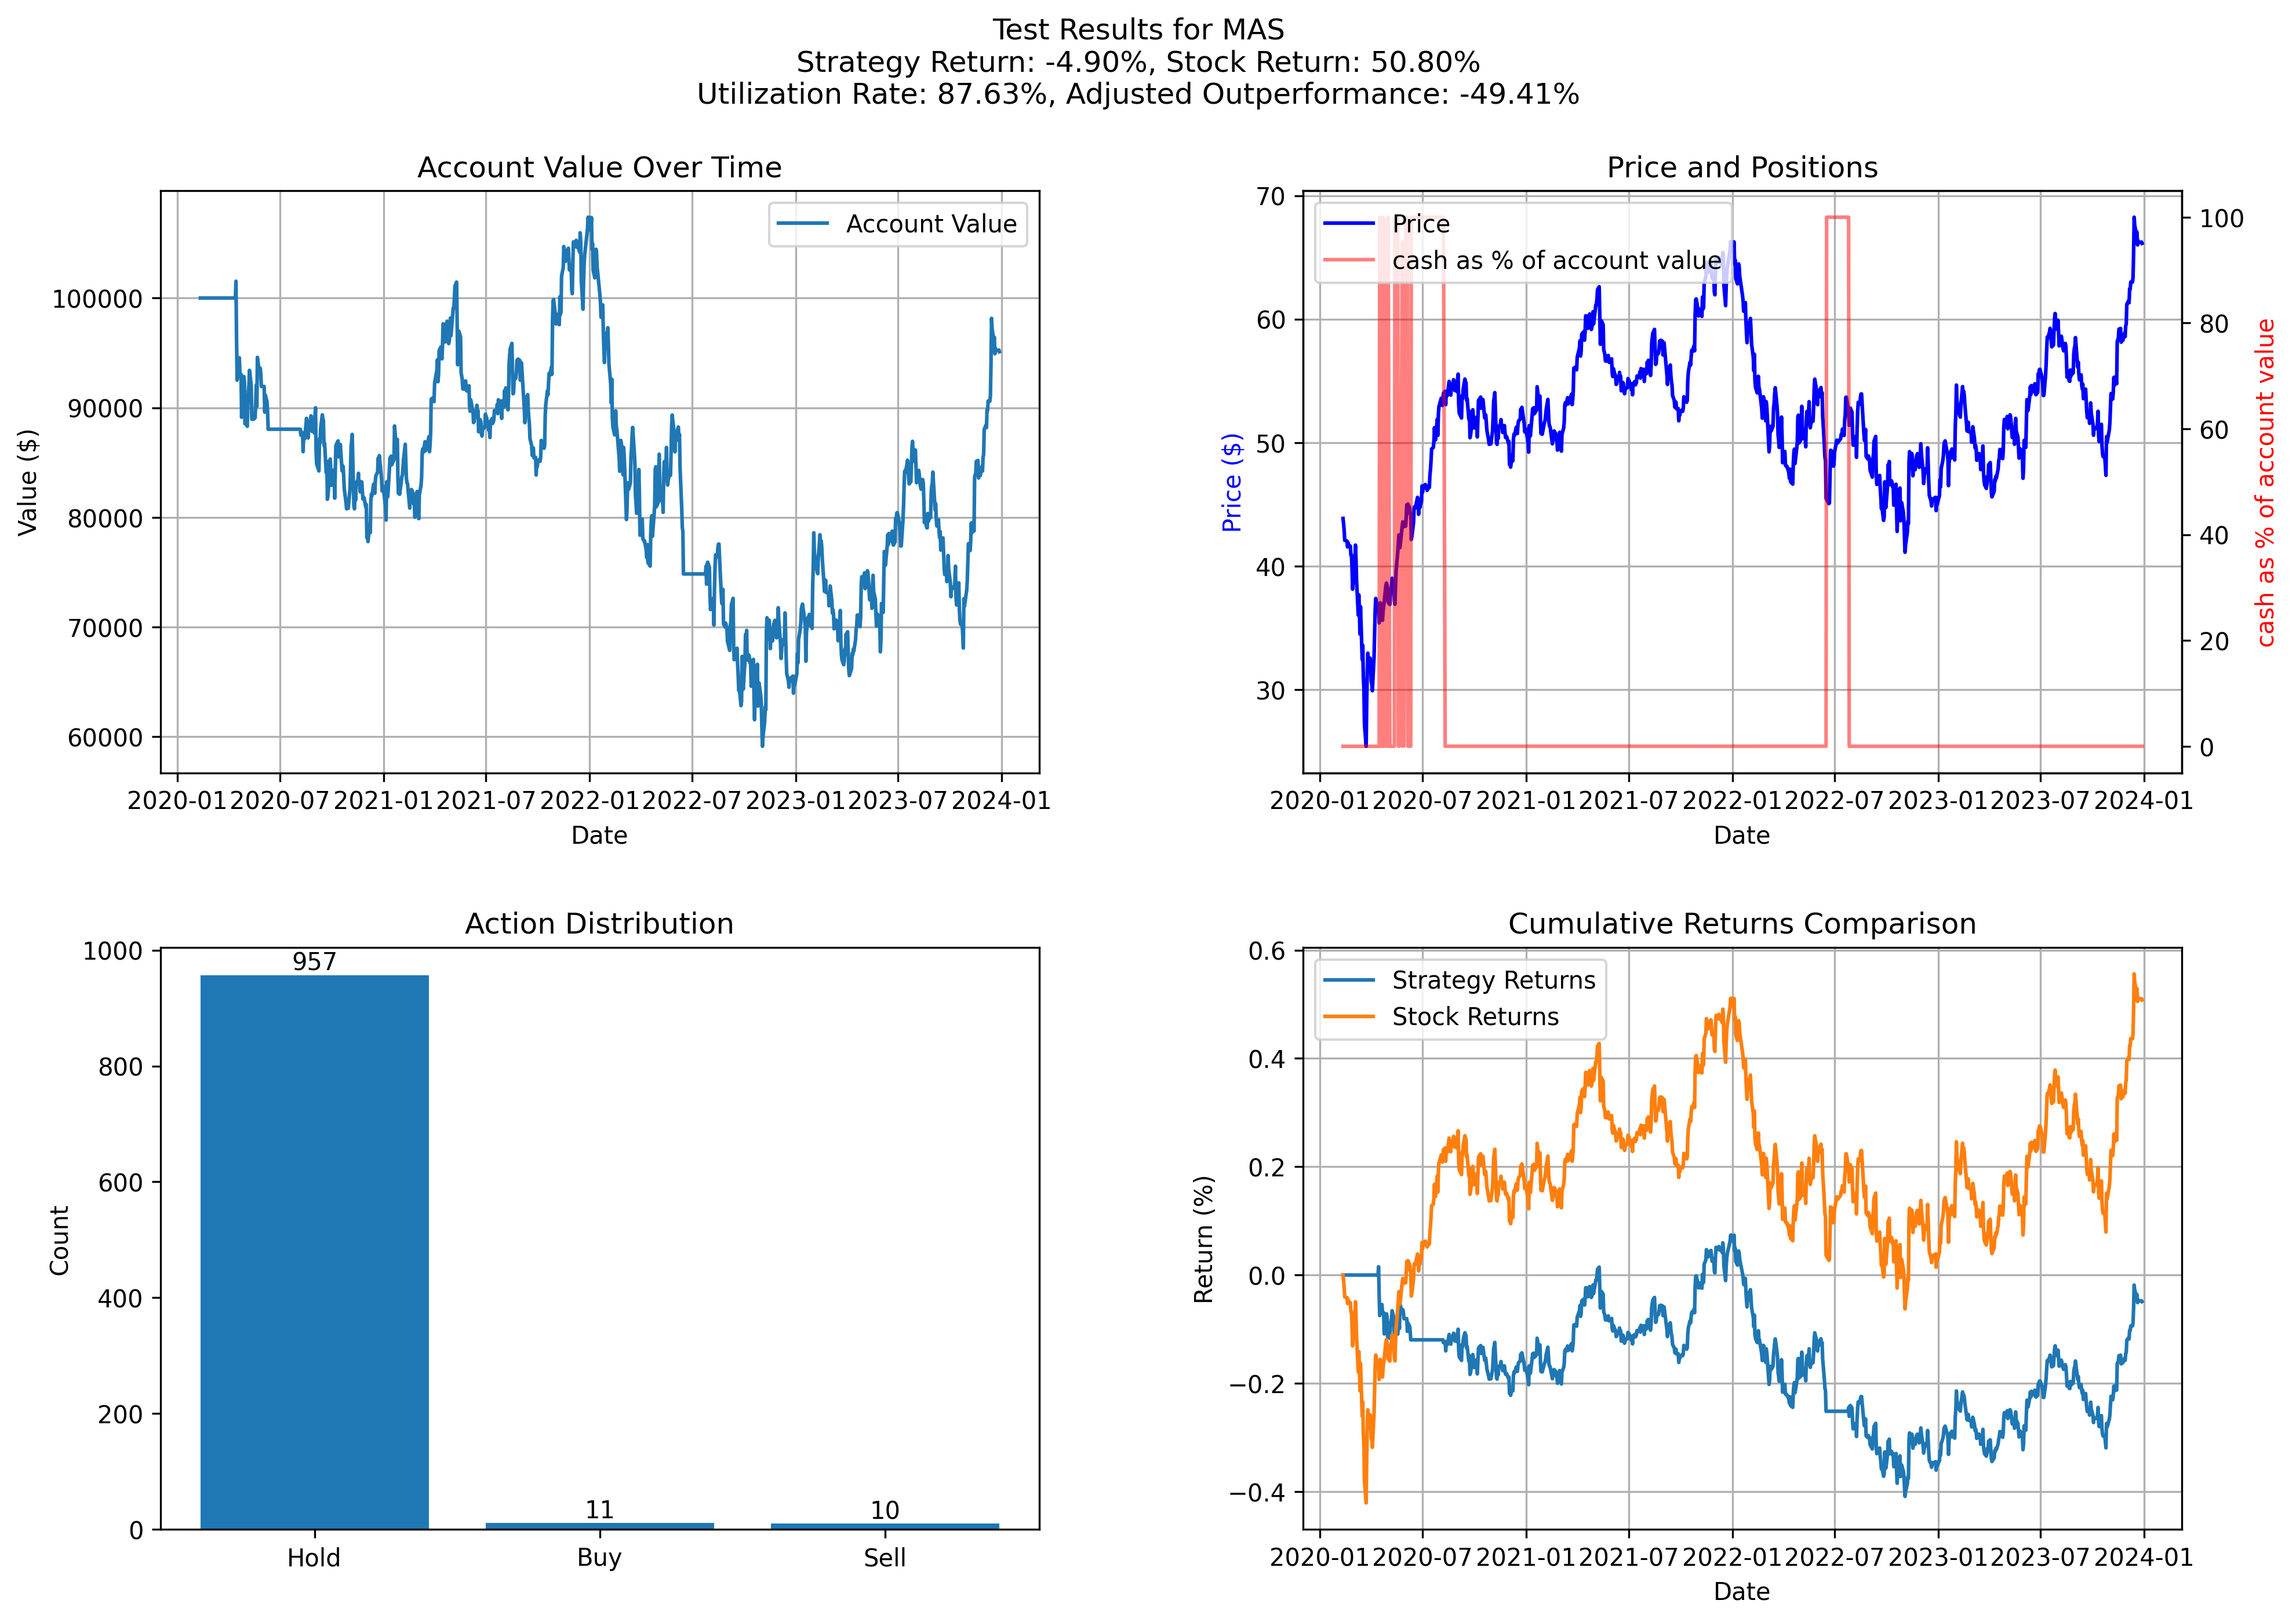 Test Results for MAS
Strategy Return: -4.90%, Stock Return: 50.80%
Utilization Rate: 87.63%, Adjusted Outperformance: -49.41%
Account Value Over Time
Account Value
100000
90000
80000
70000
60000
Value ($)
2020-01 2020-07 2021-01 2021-07 2022-01 2022-07 2023-01 2023-07 2024-01
Date
Price and Positions
Price
cash as % of account value
70
60
50
40
30
Price ($)
100
80
60
40
20
0
cash as % of account value
2020-01 2020-07 2021-01 2021-07 2022-01 2022-07 2023-01 2023-07 2024-01
Date
Action Distribution
1000
800
600
400
200
0
Count
957
11
10
Hold Buy Sell
Cumulative Returns Comparison
Strategy Returns
Stock Returns
0.6
0.4
0.2
0.0
−0.2
−0.4
Return (%)
2020-01 2020-07 2021-01 2021-07 2022-01 2022-07 2023-01 2023-07 2024-01
Date